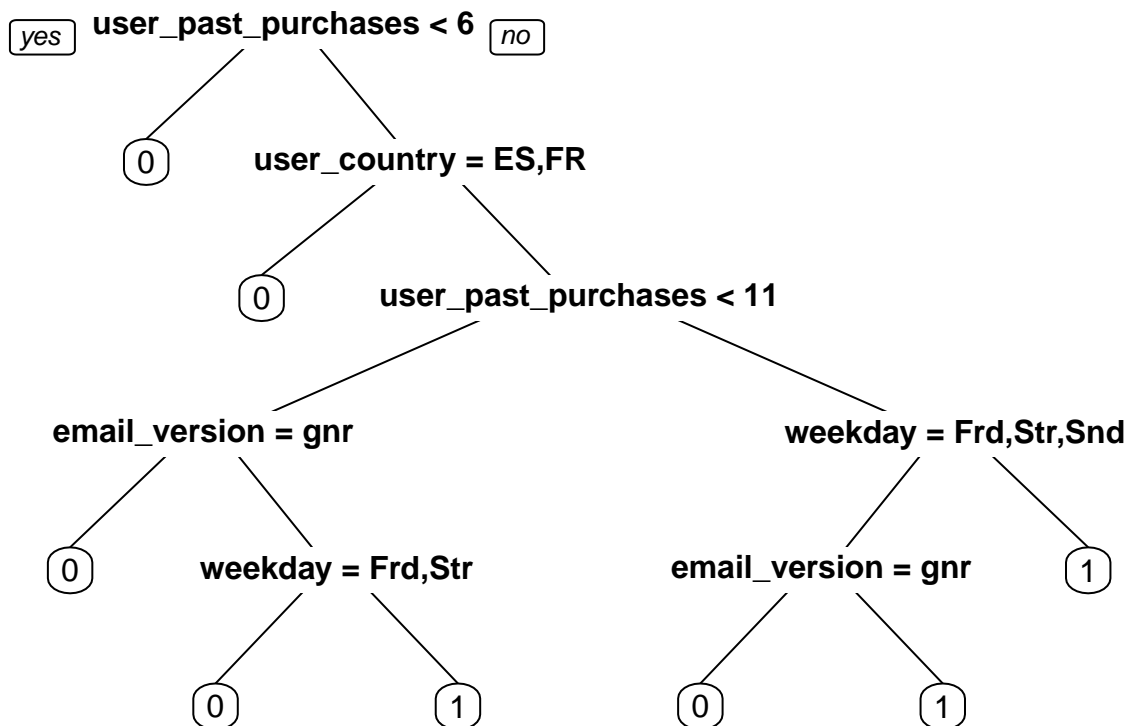 yes user_past_purchases < 6 no
0 user_country = ES,FR
0 user_past_purchases < 11
email_version = gnr weekday = Frd,Str,Snd
0 weekday = Frd,Str email_version = gnr 1
0 1 0 1